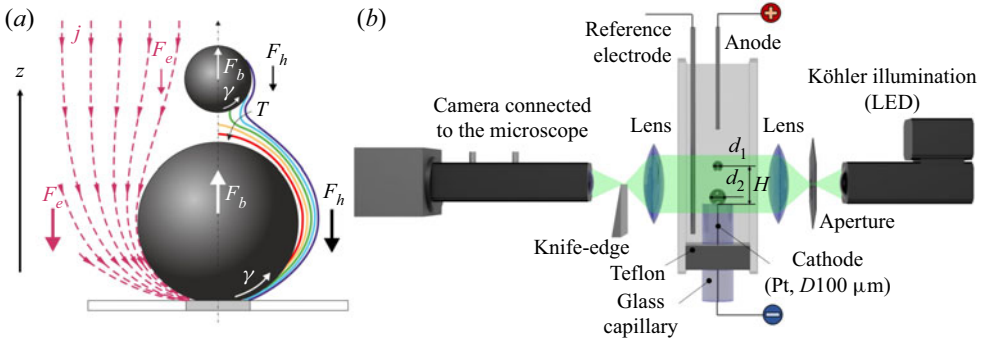 (a)
j
F_e
F_b
F_h
z
γ
T
F_e
F_b
F_h
γ
(b)
Reference
electrode
Anode
Köhler illumination
(LED)
Camera connected
to the microscope
Lens
Lens
d_1
d_2
H
Knife-edge
Aperture
Teflon
Cathode
(Pt, D100 μm)
Glass
capillary